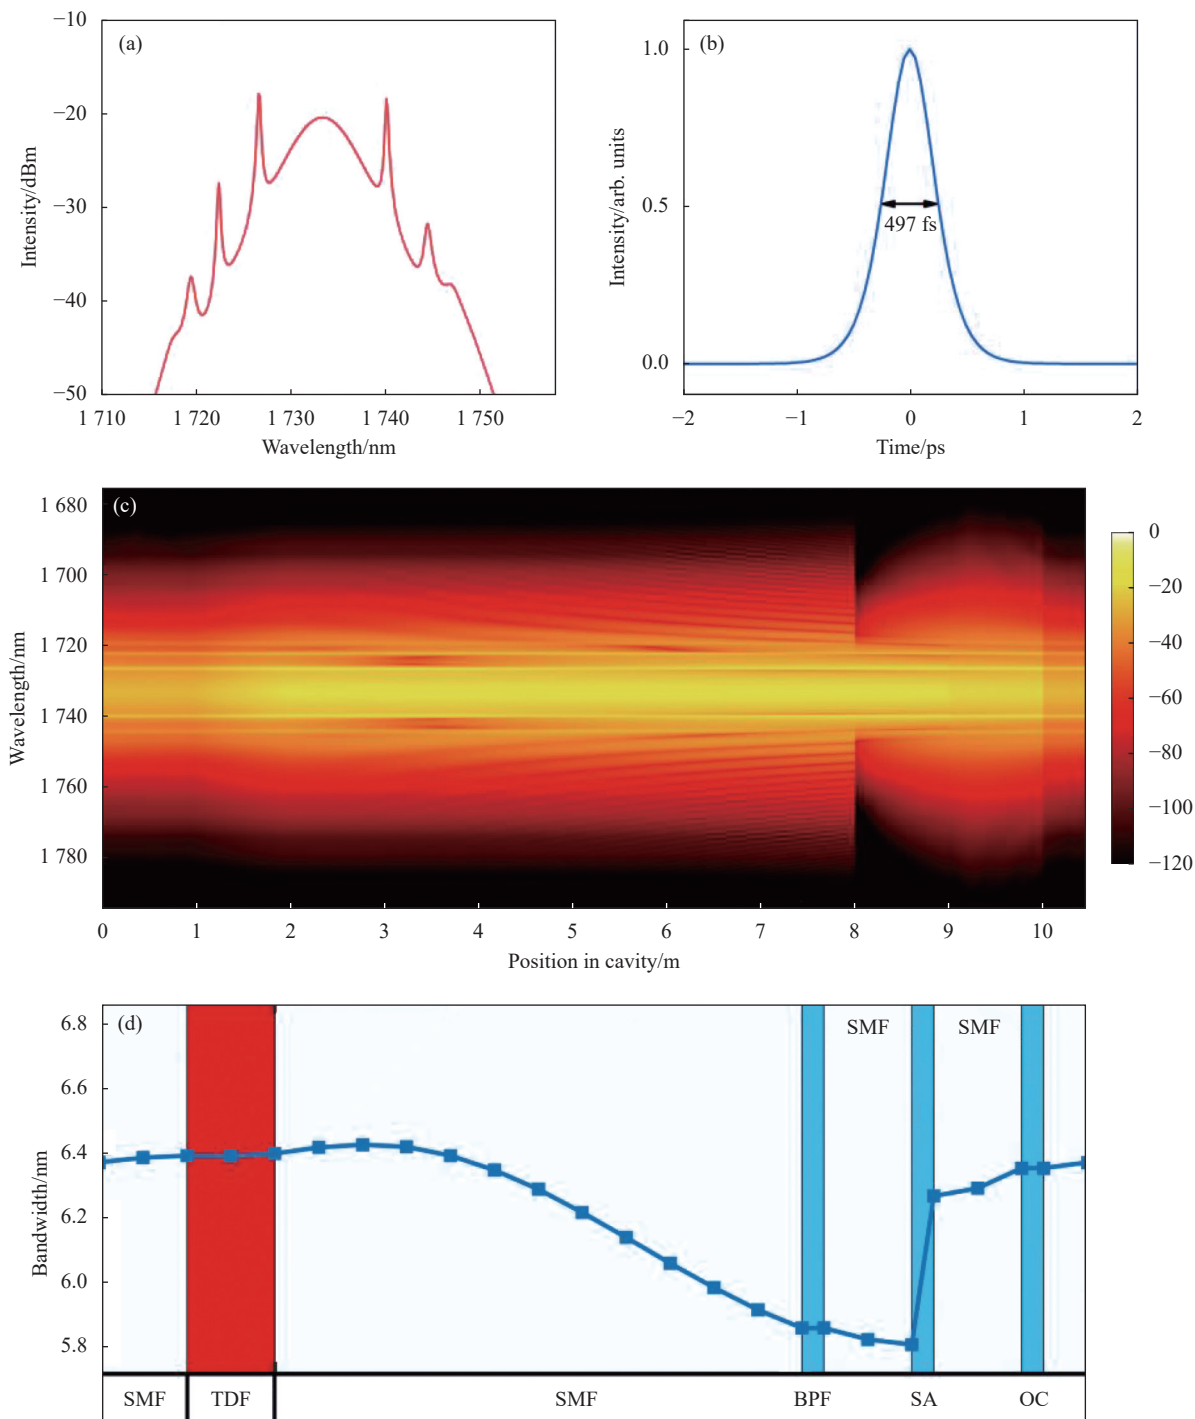 (a)
Intensity/dBm
−10
−20
−30
−40
−50
1 710
1 720
1 730
1 740
1 750
Wavelength/nm
(b)
Intensity/arb. units
1.0
0.5
0.0
497 fs
−2
−1
0
1
2
Time/ps
(c)
Wavelength/nm
1 680
1 700
1 720
1 740
1 760
1 780
0
1
2
3
4
5
6
7
8
9
10
Position in cavity/m
0
−20
−40
−60
−80
−100
−120
(d)
Bandwidth/nm
6.8
6.6
6.4
6.2
6.0
5.8
SMF
SMF
SMF
TDF
SMF
BPF
SA
OC